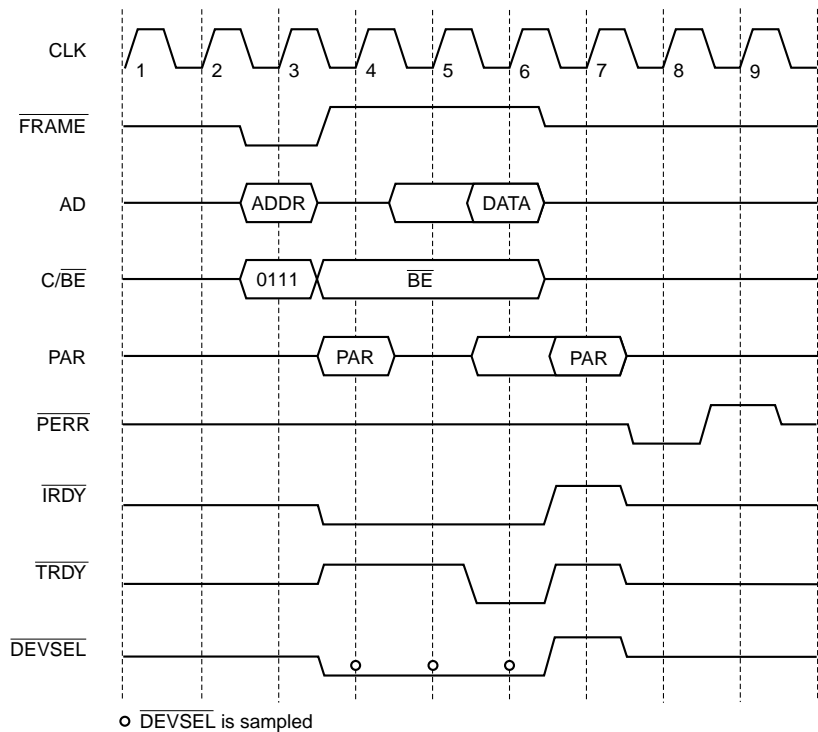 CLK
1 2 3 4 5 6 7 8 9
FRAME
AD
ADDR DATA
C/BE
0111 BE
PAR
PAR PAR
PERR
IRDY
TRDY
DEVSEL
DEVSEL is sampled